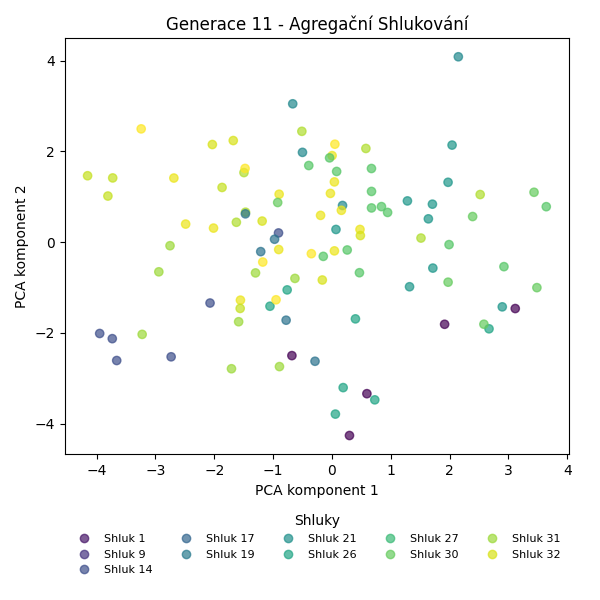 Generace 11 - Agregační Shlukování
PCA komponent 2
4
2
0
−2
−4
−4 −3 −2 −1 0 1 2 3 4
PCA komponent 1
Shluky
Shluk 1 Shluk 17 Shluk 21 Shluk 27 Shluk 31
Shluk 9 Shluk 19 Shluk 26 Shluk 30 Shluk 32
Shluk 14